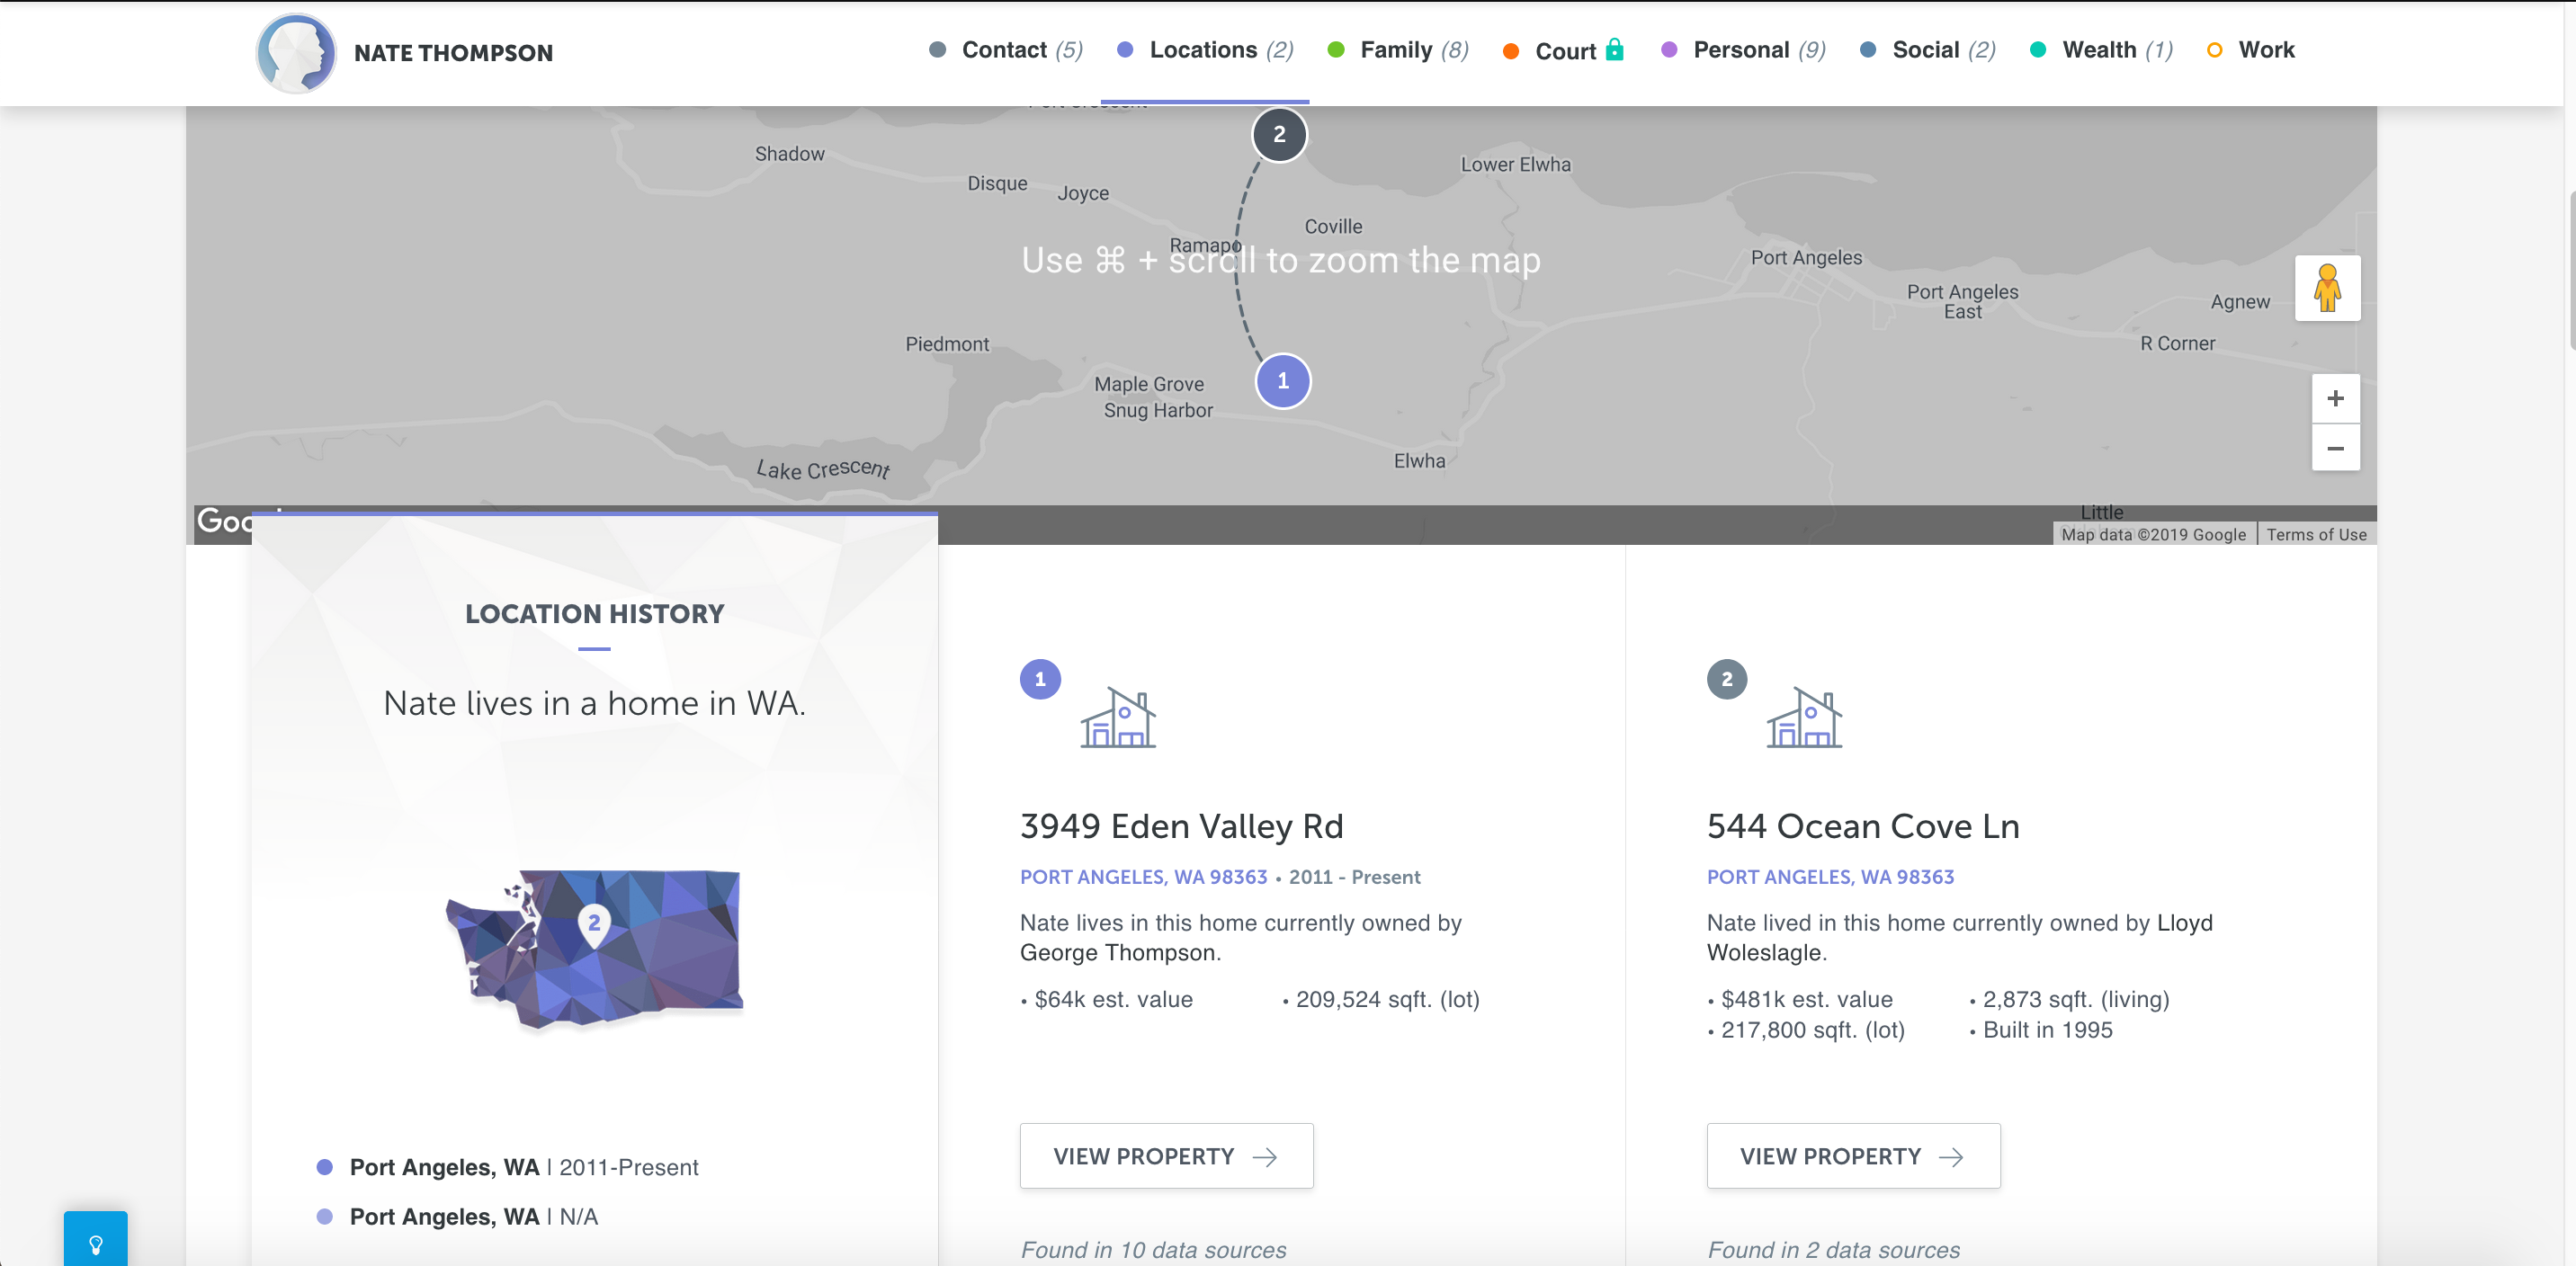 NATE THOMPSON
Contact (5)
Locations (2)
Family (8)
Court
Personal (9)
Social (2)
Wealth (1)
Work
2
Shadow
Lower Elwha
Disque
Joyce
Coville
Ramapo
Use ⌘ + scroll to zoom the map
Port Angeles
Port Angeles
East
Agnew
R Corner
Piedmont
1
Maple Grove
Snug Harbor
Lake Crescent
Elwha
+
−
Little
Map data ©2019 Google
Terms of Use
LOCATION HISTORY
Nate lives in a home in WA.
2
Port Angeles, WA | 2011-Present
Port Angeles, WA | N/A
1
3949 Eden Valley Rd
PORT ANGELES, WA 98363 • 2011 - Present
Nate lives in this home currently owned by
George Thompson.
• $64k est. value
• 209,524 sqft. (lot)
VIEW PROPERTY →
Found in 10 data sources
2
544 Ocean Cove Ln
PORT ANGELES, WA 98363
Nate lived in this home currently owned by Lloyd
Woleslagle.
• $481k est. value
• 2,873 sqft. (living)
• 217,800 sqft. (lot)
• Built in 1995
VIEW PROPERTY →
Found in 2 data sources